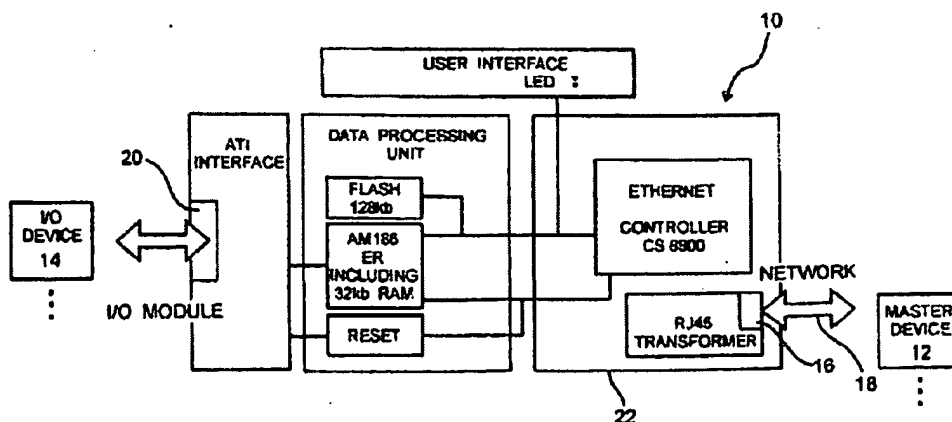 10
USER INTERFACE
LED :
20
ATI
INTERFACE
DATA PROCESSING
UNIT
FLASH
128kb
AM186
ER
INCLUDING
32kb RAM
RESET
ETHERNET
CONTROLLER
CS 8900
I/O
DEVICE
14
I/O MODULE
NETWORK
RJ45
TRANSFORMER
MASTER
DEVICE
12
16
18
22